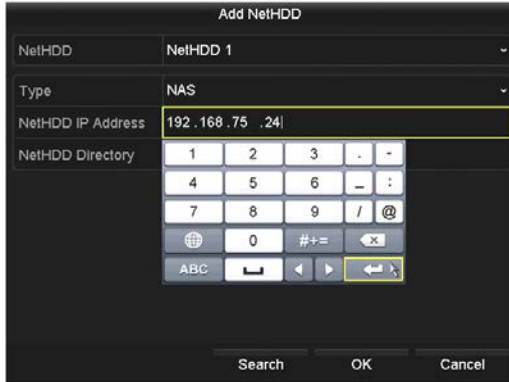 Add NetHDD
NetHDD NetHDD 1
Type NAS
NetHDD IP Address 192 .168 .75 .24
NetHDD Directory
1 2 3 . -
4 5 6 _ :
7 8 9 / @
0 #+=
ABC
Search OK Cancel